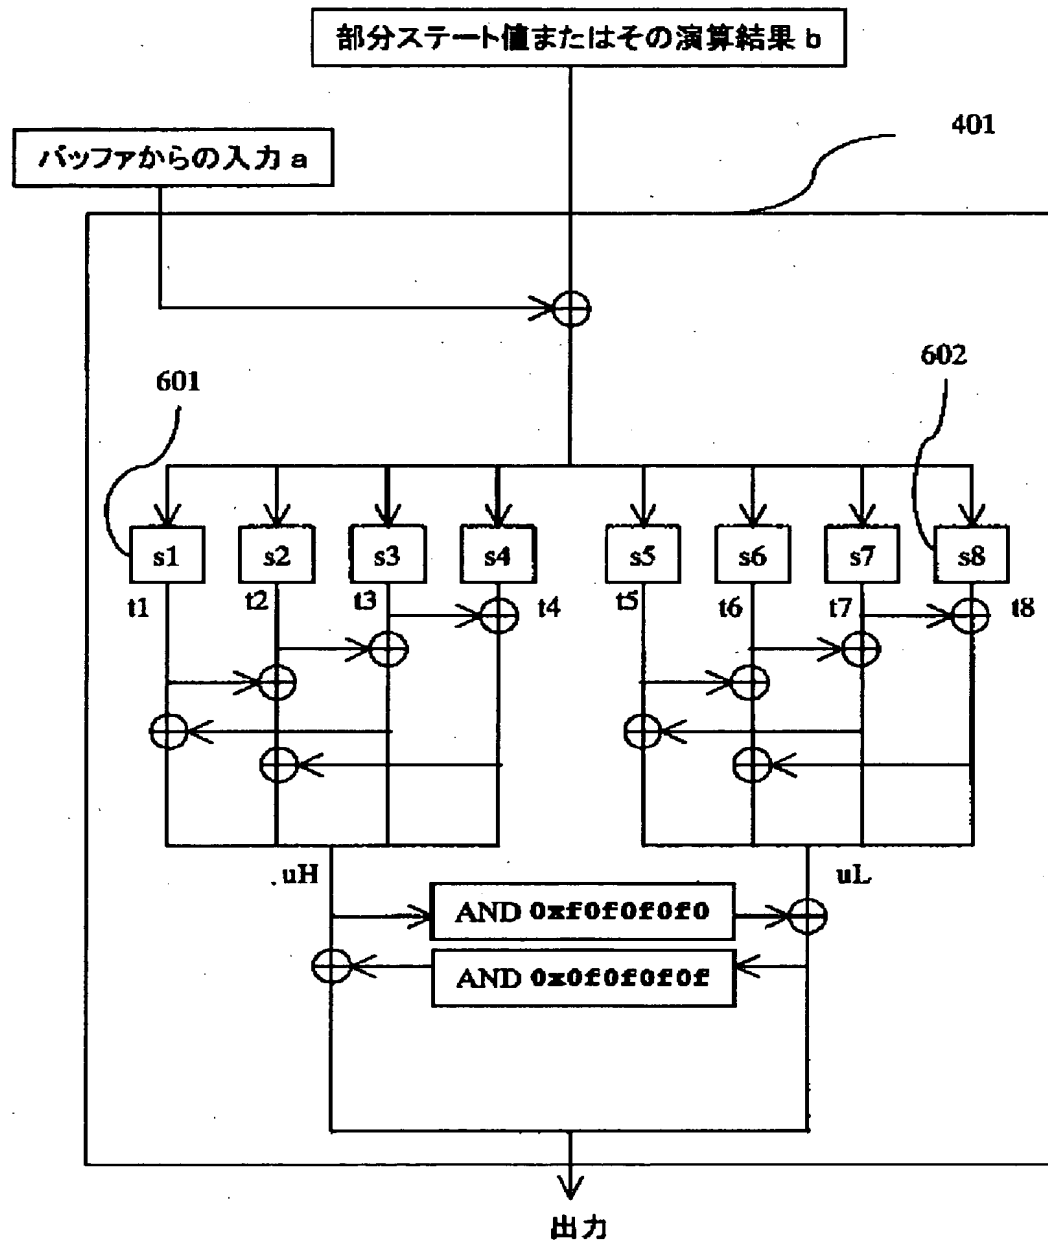 部分ステート値またはその演算結果 b
401
バッファからの入力 a
602
601
s1 s2 s3 s4 s5 s6 s7 s8
t1 t2 t3 t4 t5 t6 t7 t8
uH uL
AND 0xf0f0f0f0
AND 0x0f0f0f0f
出力